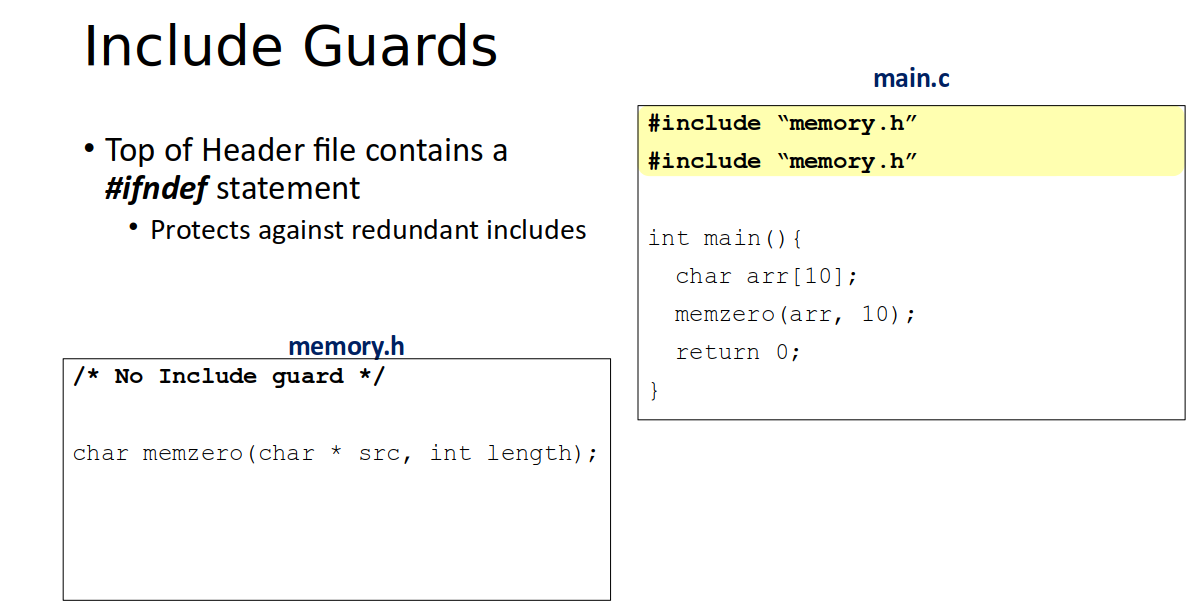 Include Guards
• Top of Header file contains a
#ifndef statement
• Protects against redundant includes
memory.h
/* No Include guard */
char memzero(char * src, int length);
main.c
#include “memory.h”
#include “memory.h”
int main(){
char arr[10];
memzero(arr, 10);
return 0;
}